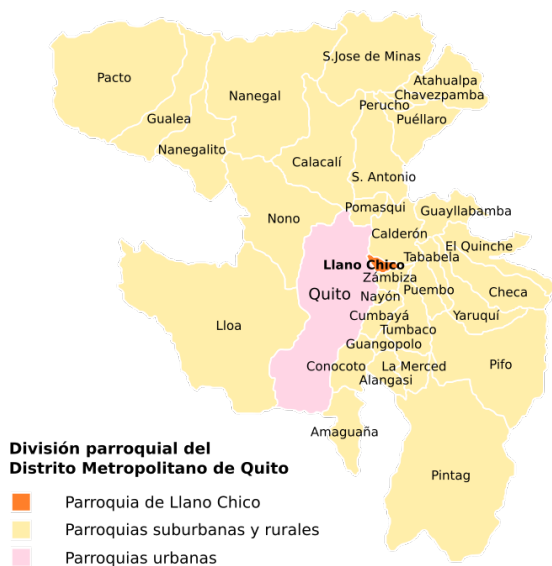 S.Jose de Minas
Pacto
Atahualpa
Nanegal
Chavezpamba
Perucho
Gualea
Puéllaro
Nanegalito
Calacalí
S. Antonio
Pomasqui
Guayllabamba
Nono
Calderón
El Quinche
Tababela
Llano Chico
Zámbiza
Puembo
Checa
Quito
Nayón
Cumbayá
Yaruquí
Lloa
Tumbaco
Guangopolo
Conocoto
La Merced
Pifo
Alangasi
Amaguaña
Pintag
División parroquial del
Distrito Metropolitano de Quito
Parroquia de Llano Chico
Parroquias suburbanas y rurales
Parroquias urbanas